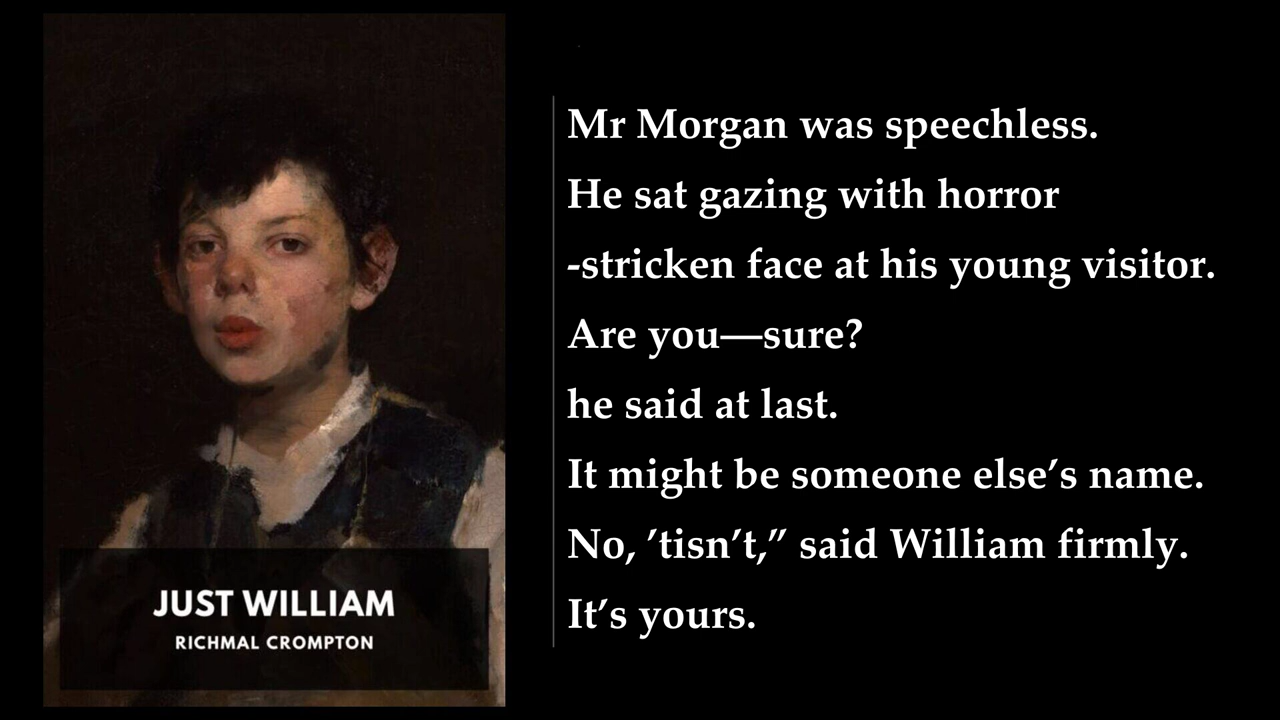 JUST WILLIAM
RICHMAL CROMPTON
Mr Morgan was speechless.
He sat gazing with horror
-stricken face at his young visitor.
Are you—sure?
he said at last.
It might be someone else’s name.
No, ’tisn’t,” said William firmly.
It’s yours.